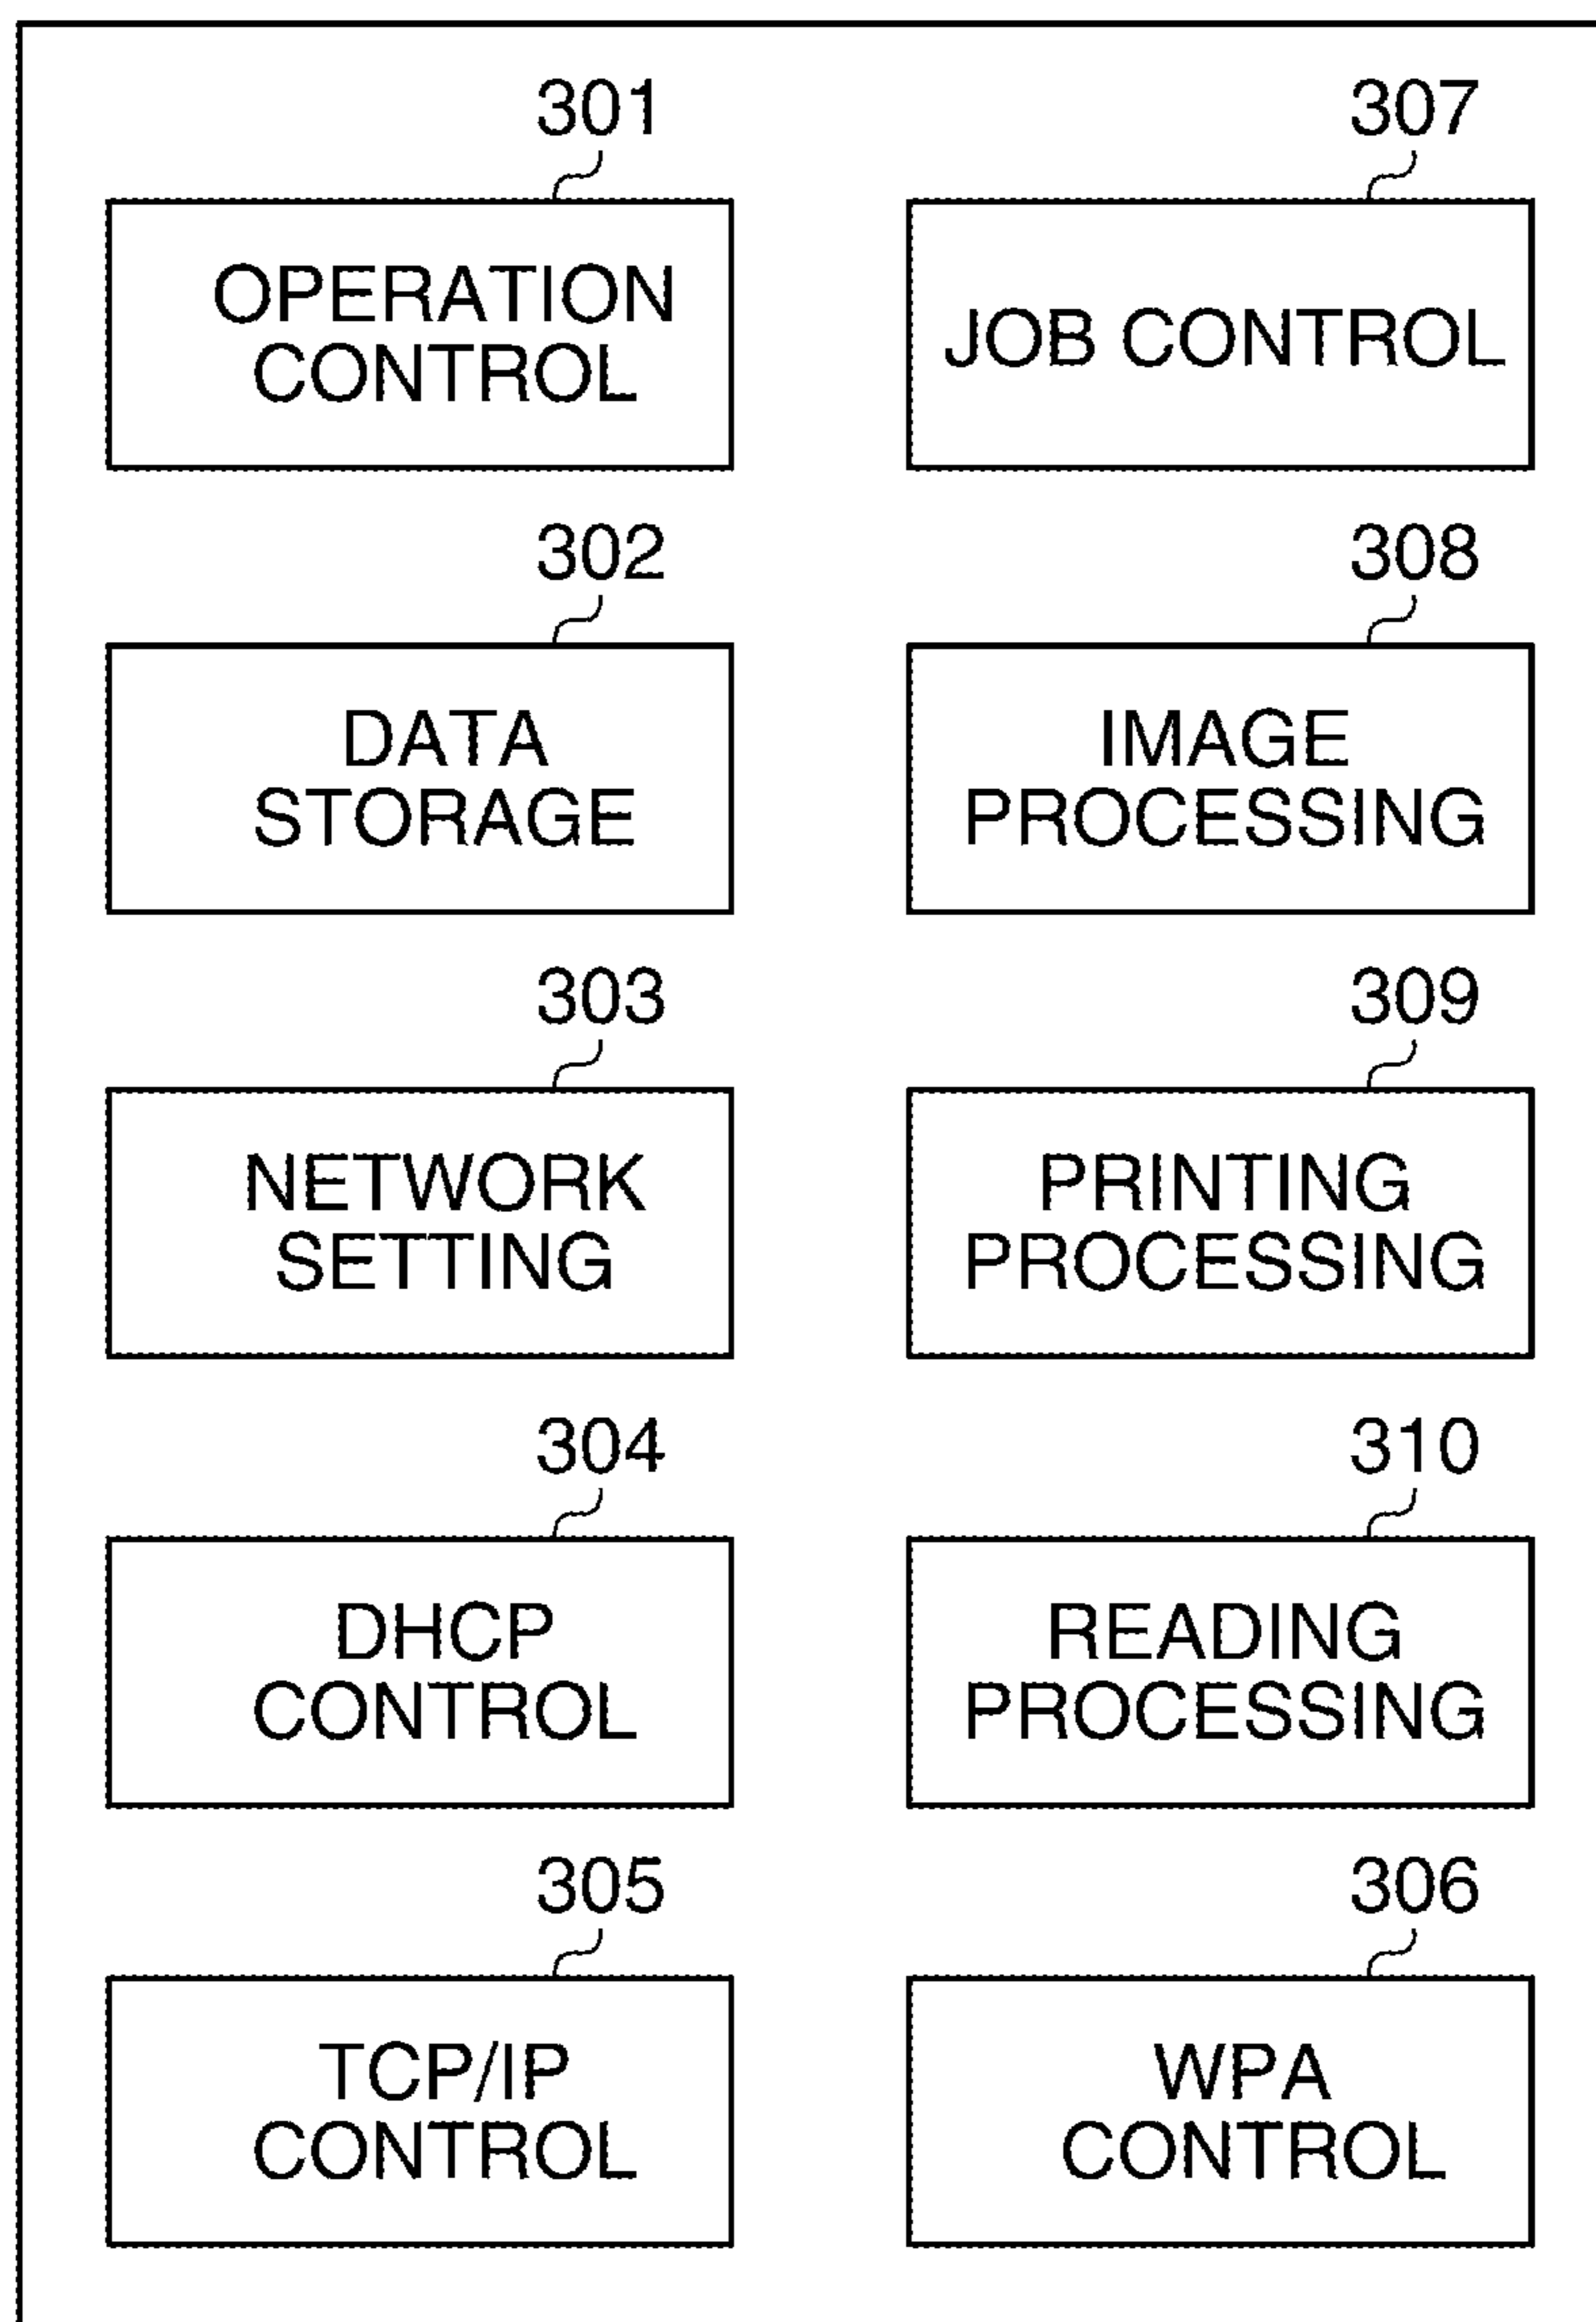 301
OPERATION
CONTROL
307
JOB CONTROL
302
DATA
STORAGE
308
IMAGE
PROCESSING
303
NETWORK
SETTING
309
PRINTING
PROCESSING
304
DHCP
CONTROL
310
READING
PROCESSING
305
TCP/IP
CONTROL
306
WPA
CONTROL